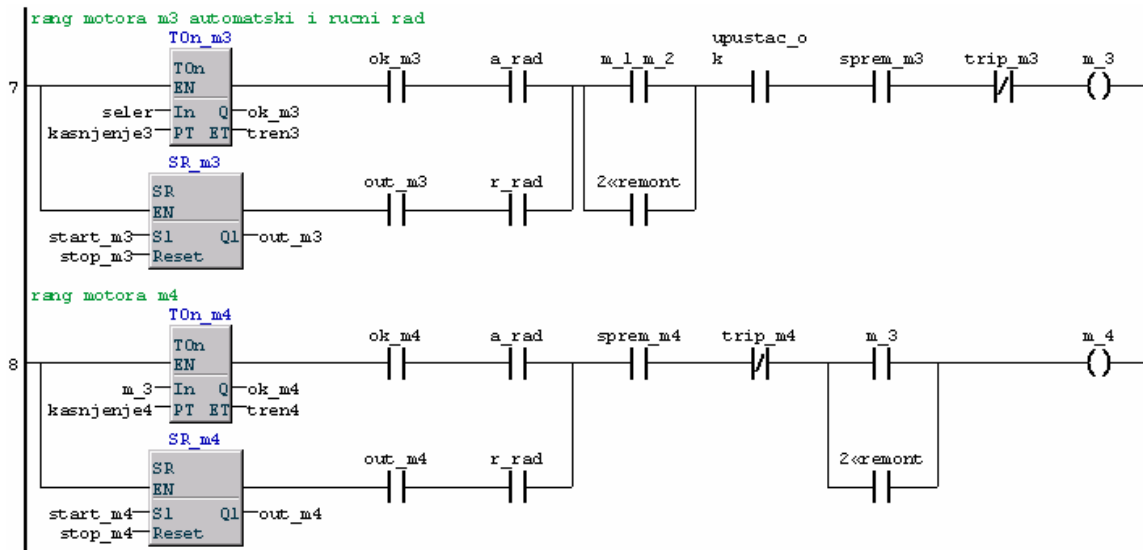 rang motora m3 automatski i rucni rad
TOn_m3
TOn
EN
In Q
PT ET
seler
kasnjenje3
ok_m3
tren3
ok_m3
a_rad
m_1_m_2
upustac_o
k
sprem_m3
trip_m3
m_3
7
SR_m3
SR
EN
S1 Q1
Reset
start_m3
stop_m3
out_m3
out_m3
r_rad
2«remont
rang motora m4
TOn_m4
TOn
EN
In Q
PT ET
m_3
kasnjenje4
ok_m4
tren4
ok_m4
a_rad
sprem_m4
trip_m4
m_3
m_4
8
SR_m4
SR
EN
S1 Q1
Reset
start_m4
stop_m4
out_m4
out_m4
r_rad
2«remont